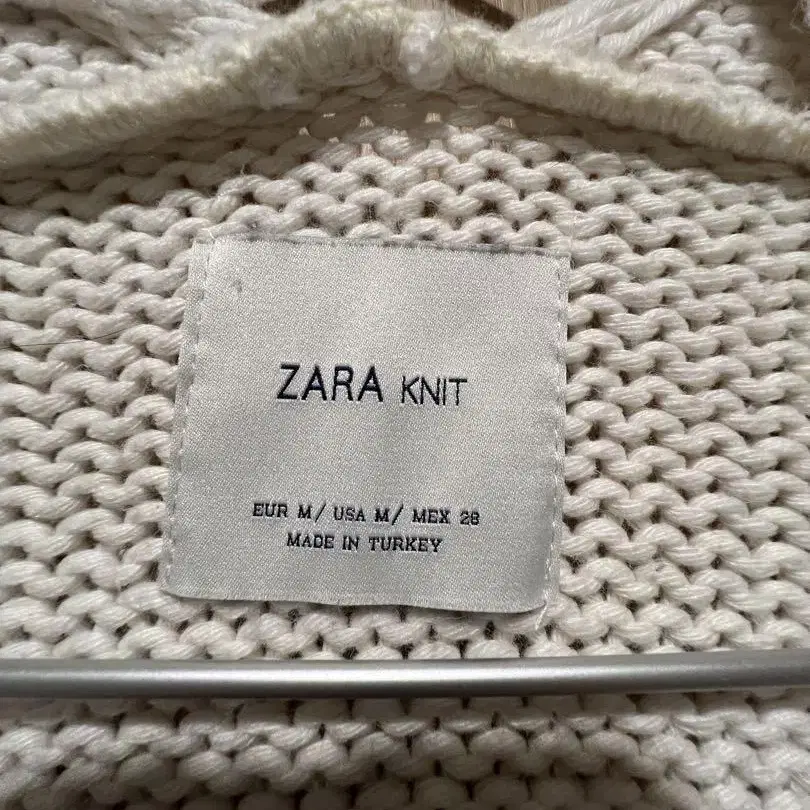 ZARA KNIT
EUR M/ USA M/ MEX 28
MADE IN TURKEY